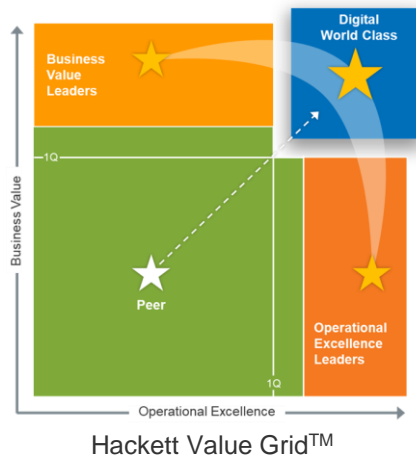 Digital
World Class
Business
Value
Leaders
1Q
Business Value
Peer
Operational
Excellence
Leaders
1Q
Operational Excellence
Hackett Value Grid™